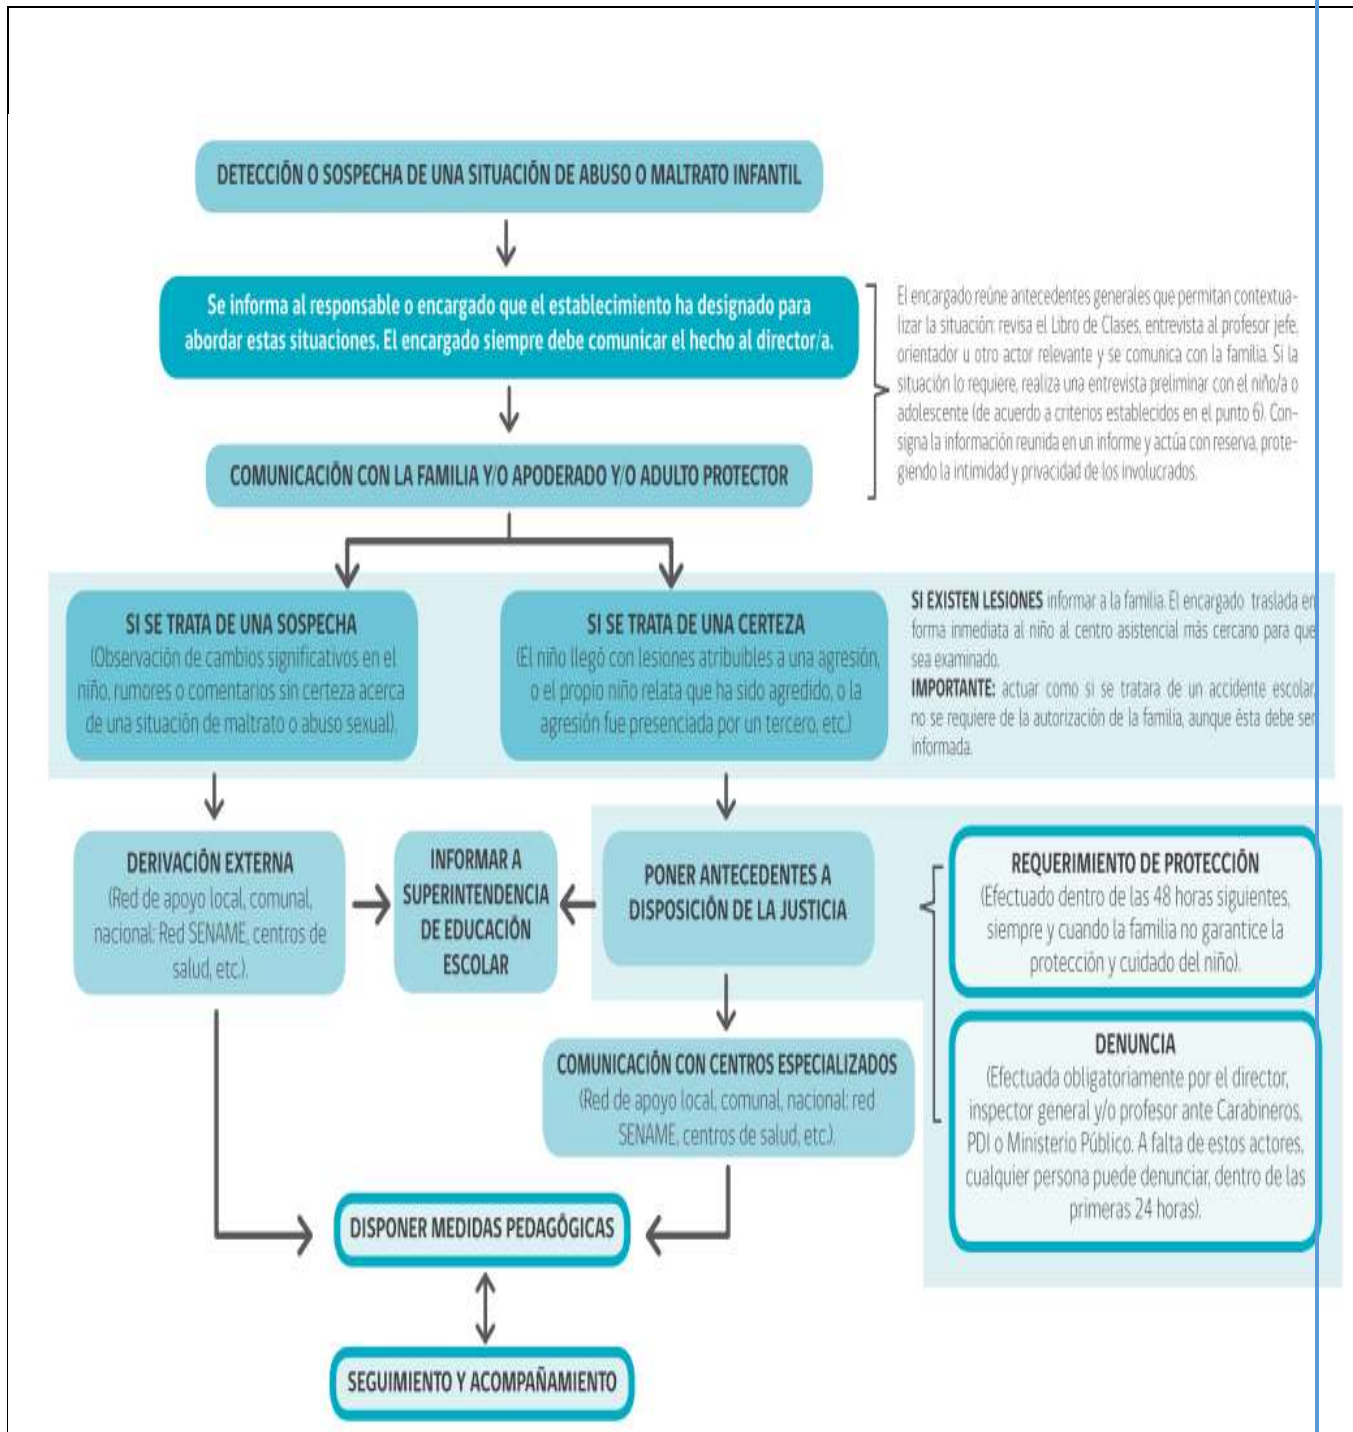 DETECCIÓN O SOSPECHA DE UNA SITUACIÓN DE ABUSO O MALTRATO INFANTIL
Se informa al responsable o encargado que el establecimiento ha designado para
abordar estas situaciones. El encargado siempre debe comunicar el hecho al director/a.
El encargado reúne antecedentes generales que permitan contextua-
lizar la situación: revisa el Libro de Clases, entrevista al profesor jefe,
orientador u otro actor relevante y se comunica con la familia. Si la
situación lo requiere, realiza una entrevista preliminar con el niño/a o
adolescente (de acuerdo a criterios establecidos en el punto 6). Con-
signa la información reunida en un informe y actúa con reserva, prote-
giendo la intimidad y privacidad de los involucrados.
COMUNICACIÓN CON LA FAMILIA Y/O APODERADO Y/O ADULTO PROTECTOR
SI SE TRATA DE UNA SOSPECHA
(Observación de cambios significativos en el
niño, rumores o comentarios sin certeza acerca
de una situación de maltrato o abuso sexual).
SI SE TRATA DE UNA CERTEZA
(El niño llegó con lesiones atribuibles a una agresión,
o el propio niño relata que ha sido agredido, o la
agresión fue presenciada por un tercero, etc.)
SI EXISTEN LESIONES informar a la familia. El encargado traslada en
forma inmediata al niño al centro asistencial más cercano para que
sea examinado.
IMPORTANTE: actuar como si se tratara de un accidente escolar,
no se requiere de la autorización de la familia, aunque ésta debe ser
informada.
DERIVACIÓN EXTERNA
(Red de apoyo local, comunal,
nacional: Red SENAME, centros de
salud, etc.).
INFORMAR A
SUPERINTENDENCIA
DE EDUCACIÓN
ESCOLAR
PONER ANTECEDENTES A
DISPOSICIÓN DE LA JUSTICIA
REQUERIMIENTO DE PROTECCIÓN
(Efectuado dentro de las 48 horas siguientes,
siempre y cuando la familia no garantice la
protección y cuidado del niño).
DENUNCIA
(Efectuada obligatoriamente por el director,
inspector general y/o profesor ante Carabineros,
PDI o Ministerio Público. A falta de estos actores,
cualquier persona puede denunciar, dentro de las
primeras 24 horas).
COMUNICACIÓN CON CENTROS ESPECIALIZADOS
(Red de apoyo local, comunal, nacional: red
SENAME, centros de salud, etc.).
DISPONER MEDIDAS PEDAGÓGICAS
SEGUIMIENTO Y ACOMPAÑAMIENTO